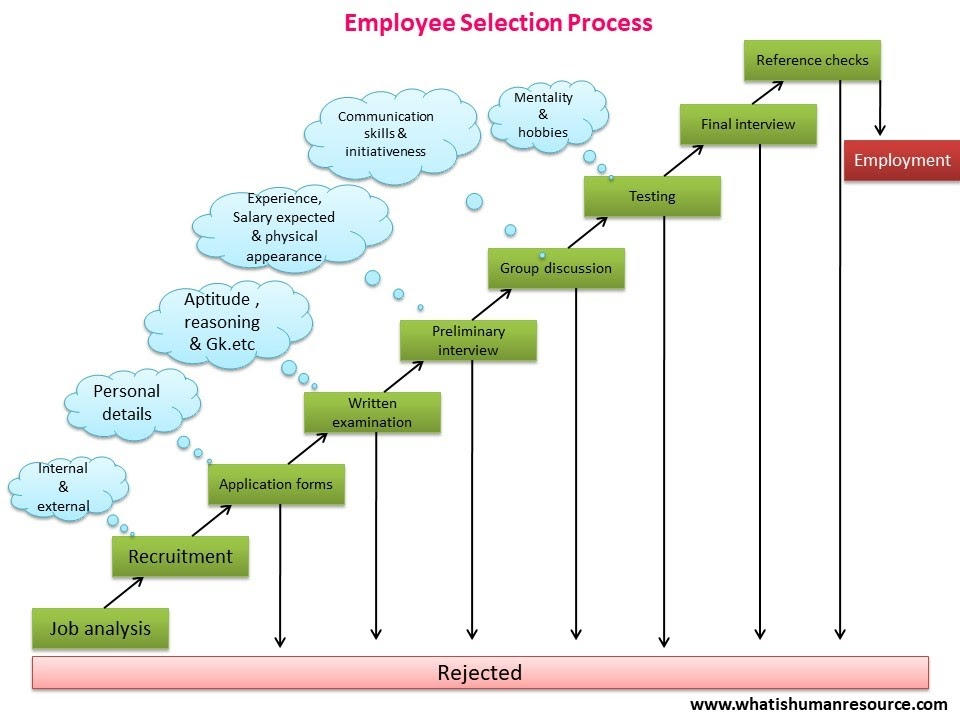 Employee Selection Process
Reference checks
Mentality
&
hobbies
Communication
skills &
initiativeness
Final interview
Employment
Testing
Experience,
Salary expected
& physical
appearance
Group discussion
Aptitude ,
reasoning
& Gk.etc
Preliminary
interview
Personal
details
Written
examination
Internal
&
external
Application forms
Recruitment
Job analysis
Rejected
www.whatishumanresource.com